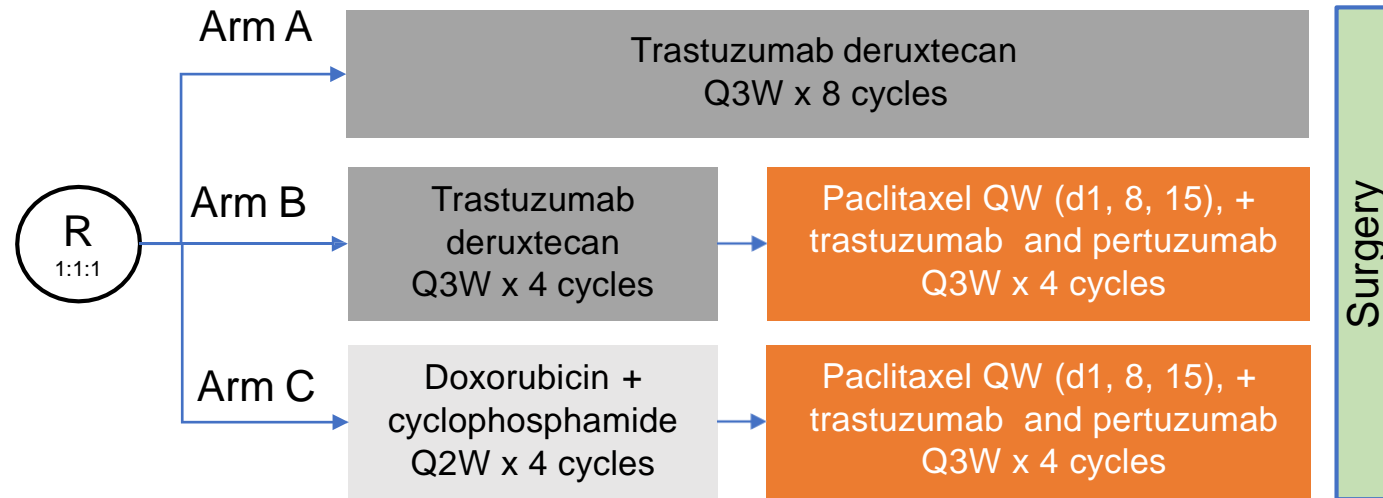 Arm A
Trastuzumab deruxtecan
Q3W x 8 cycles
R
1:1:1
Arm B
Trastuzumab
deruxtecan
Q3W x 4 cycles
Paclitaxel QW (d1, 8, 15), +
trastuzumab and pertuzumab
Q3W x 4 cycles
Arm C
Doxorubicin +
cyclophosphamide
Q2W x 4 cycles
Paclitaxel QW (d1, 8, 15), +
trastuzumab and pertuzumab
Q3W x 4 cycles
Surgery